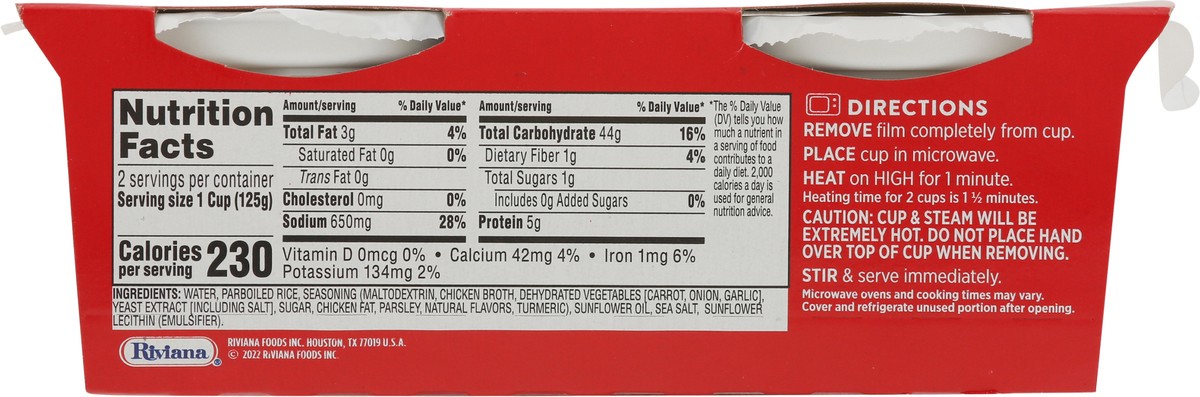 Nutrition
Facts
2 servings per container
Serving size 1 Cup (125g)
Calories 230
per serving
Amount/serving % Daily Value*
Total Fat 3g 4%
Saturated Fat 0g 0%
Trans Fat 0g
Cholesterol 0mg 0%
Sodium 650mg 28%
Amount/serving % Daily Value*
Total Carbohydrate 44g 16%
Dietary Fiber 1g 4%
Total Sugars 1g
Includes 0g Added Sugars 0%
Protein 5g
Vitamin D 0mcg 0% • Calcium 42mg 4% • Iron 1mg 6%
Potassium 134mg 2%
*The % Daily Value
(DV) tells you how
much a nutrient in
a serving of food
contributes to a
daily diet. 2,000
calories a day is
used for general
nutrition advice.
INGREDIENTS: WATER, PARBOILED RICE, SEASONING (MALTODEXTRIN, CHICKEN BROTH, DEHYDRATED VEGETABLES [CARROT, ONION, GARLIC],
YEAST EXTRACT [INCLUDING SALT], SUGAR, CHICKEN FAT, PARSLEY, NATURAL FLAVORS, TURMERIC), SUNFLOWER OIL, SEA SALT, SUNFLOWER
LECITHIN (EMULSIFIER).
Riviana®
RIVIANA FOODS INC. HOUSTON, TX 77019 U.S.A.
© 2022 RIVIANA FOODS INC.
DIRECTIONS
REMOVE film completely from cup.
PLACE cup in microwave.
HEAT on HIGH for 1 minute.
Heating time for 2 cups is 1 ½ minutes.
CAUTION: CUP & STEAM WILL BE
EXTREMELY HOT. DO NOT PLACE HAND
OVER TOP OF CUP WHEN REMOVING.
STIR & serve immediately.
Microwave ovens and cooking times may vary.
Cover and refrigerate unused portion after opening.